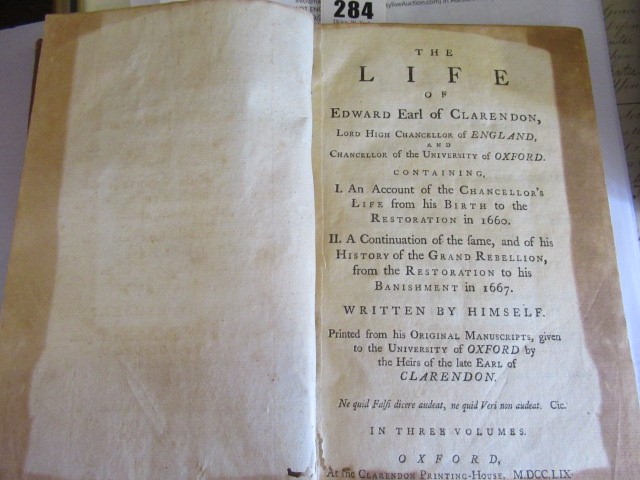 284
THE
LIFE
OF
EDWARD Earl of CLARENDON,
LORD HIGH CHANCELLOR of ENGLAND,
AND
CHANCELLOR of the UNIVERSITY of OXFORD.
CONTAINING,
I. An Account of the CHANCELLOR'S
LIFE from his BIRTH to the
RESTORATION in 1660.
II. A Continuation of the ſame, and of his
HISTORY of the GRAND REBELLION,
from the RESTORATION to his
BANISHMENT in 1667.
WRITTEN BY HIMSELF.
Printed from his ORIGINAL MANUSCRIPTS, given
to the UNIVERSITY of OXFORD by
the Heirs of the late EARL of
CLARENDON.
Ne quid Falſi dicere audeat, ne quid Veri non audeat. Cic.
IN THREE VOLUMES.
OXFORD,
At the CLARENDON PRINTING-HOUSE, M.DCC.LIX.